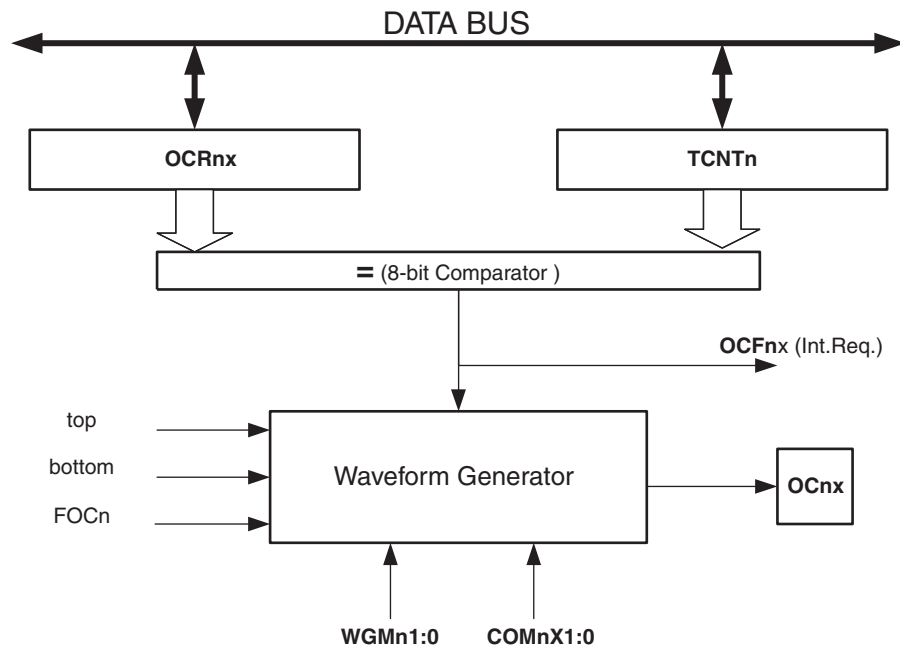 DATA BUS
OCRnx
TCNTn
= (8-bit Comparator )
OCFnx (Int.Req.)
top
bottom
FOCn
Waveform Generator
OCnx
WGMn1:0
COMnX1:0